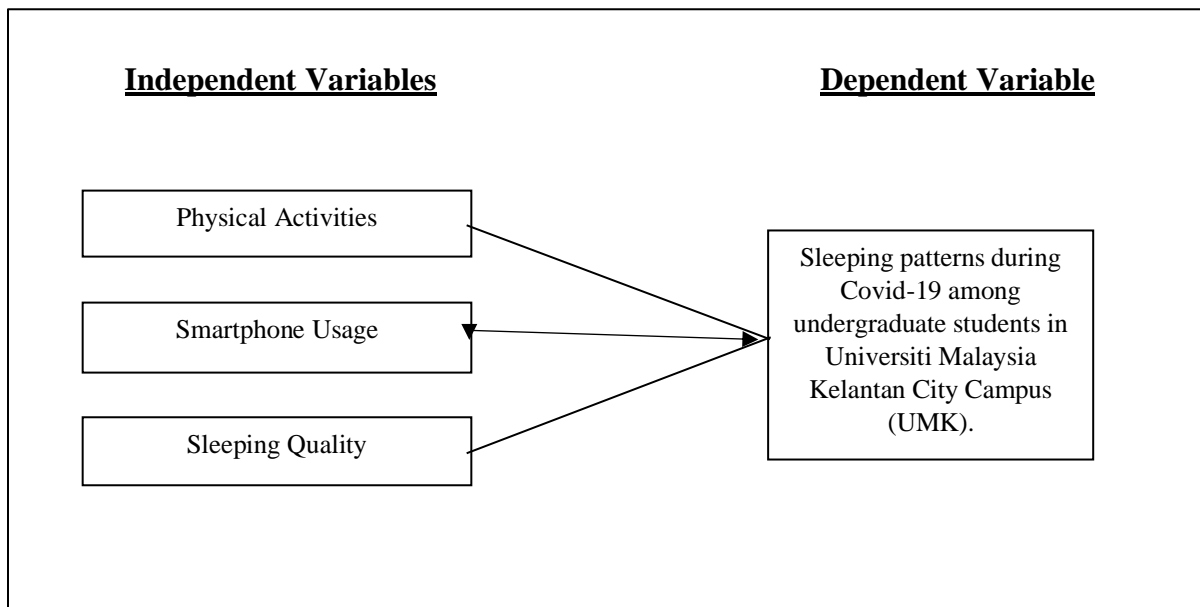 Independent Variables
Dependent Variable
Physical Activities
Smartphone Usage
Sleeping Quality
Sleeping patterns during
Covid-19 among
undergraduate students in
Universiti Malaysia
Kelantan City Campus
(UMK).